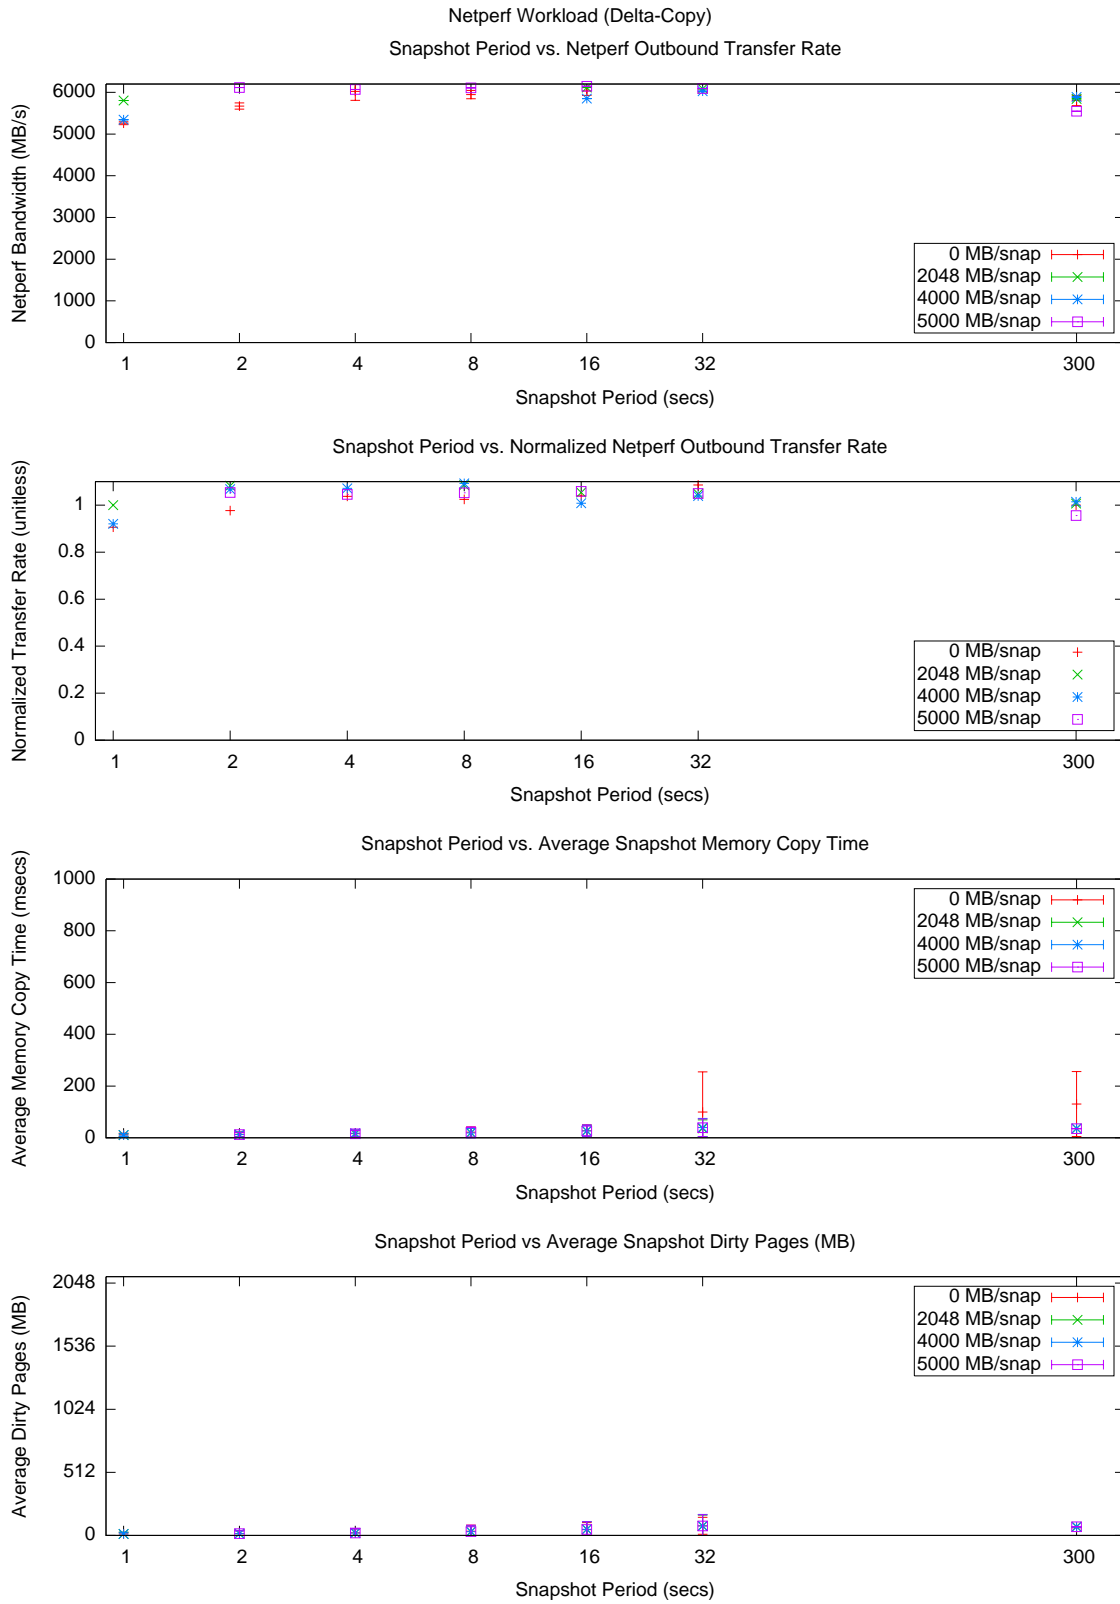 Netperf Workload (Delta-Copy)
Snapshot Period vs. Netperf Outbound Transfer Rate
Netperf Bandwidth (MB/s)
6000
5000
4000
3000
2000
1000
0
0 MB/snap
2048 MB/snap
4000 MB/snap
5000 MB/snap
1 2 4 8 16 32 300
Snapshot Period (secs)
Snapshot Period vs. Normalized Netperf Outbound Transfer Rate
Normalized Transfer Rate (unitless)
1
0.8
0.6
0.4
0.2
0
0 MB/snap
2048 MB/snap
4000 MB/snap
5000 MB/snap
1 2 4 8 16 32 300
Snapshot Period (secs)
Snapshot Period vs. Average Snapshot Memory Copy Time
Average Memory Copy Time (msecs)
1000
800
600
400
200
0
0 MB/snap
2048 MB/snap
4000 MB/snap
5000 MB/snap
1 2 4 8 16 32 300
Snapshot Period (secs)
Snapshot Period vs Average Snapshot Dirty Pages (MB)
Average Dirty Pages (MB)
2048
1536
1024
512
0
0 MB/snap
2048 MB/snap
4000 MB/snap
5000 MB/snap
1 2 4 8 16 32 300
Snapshot Period (secs)